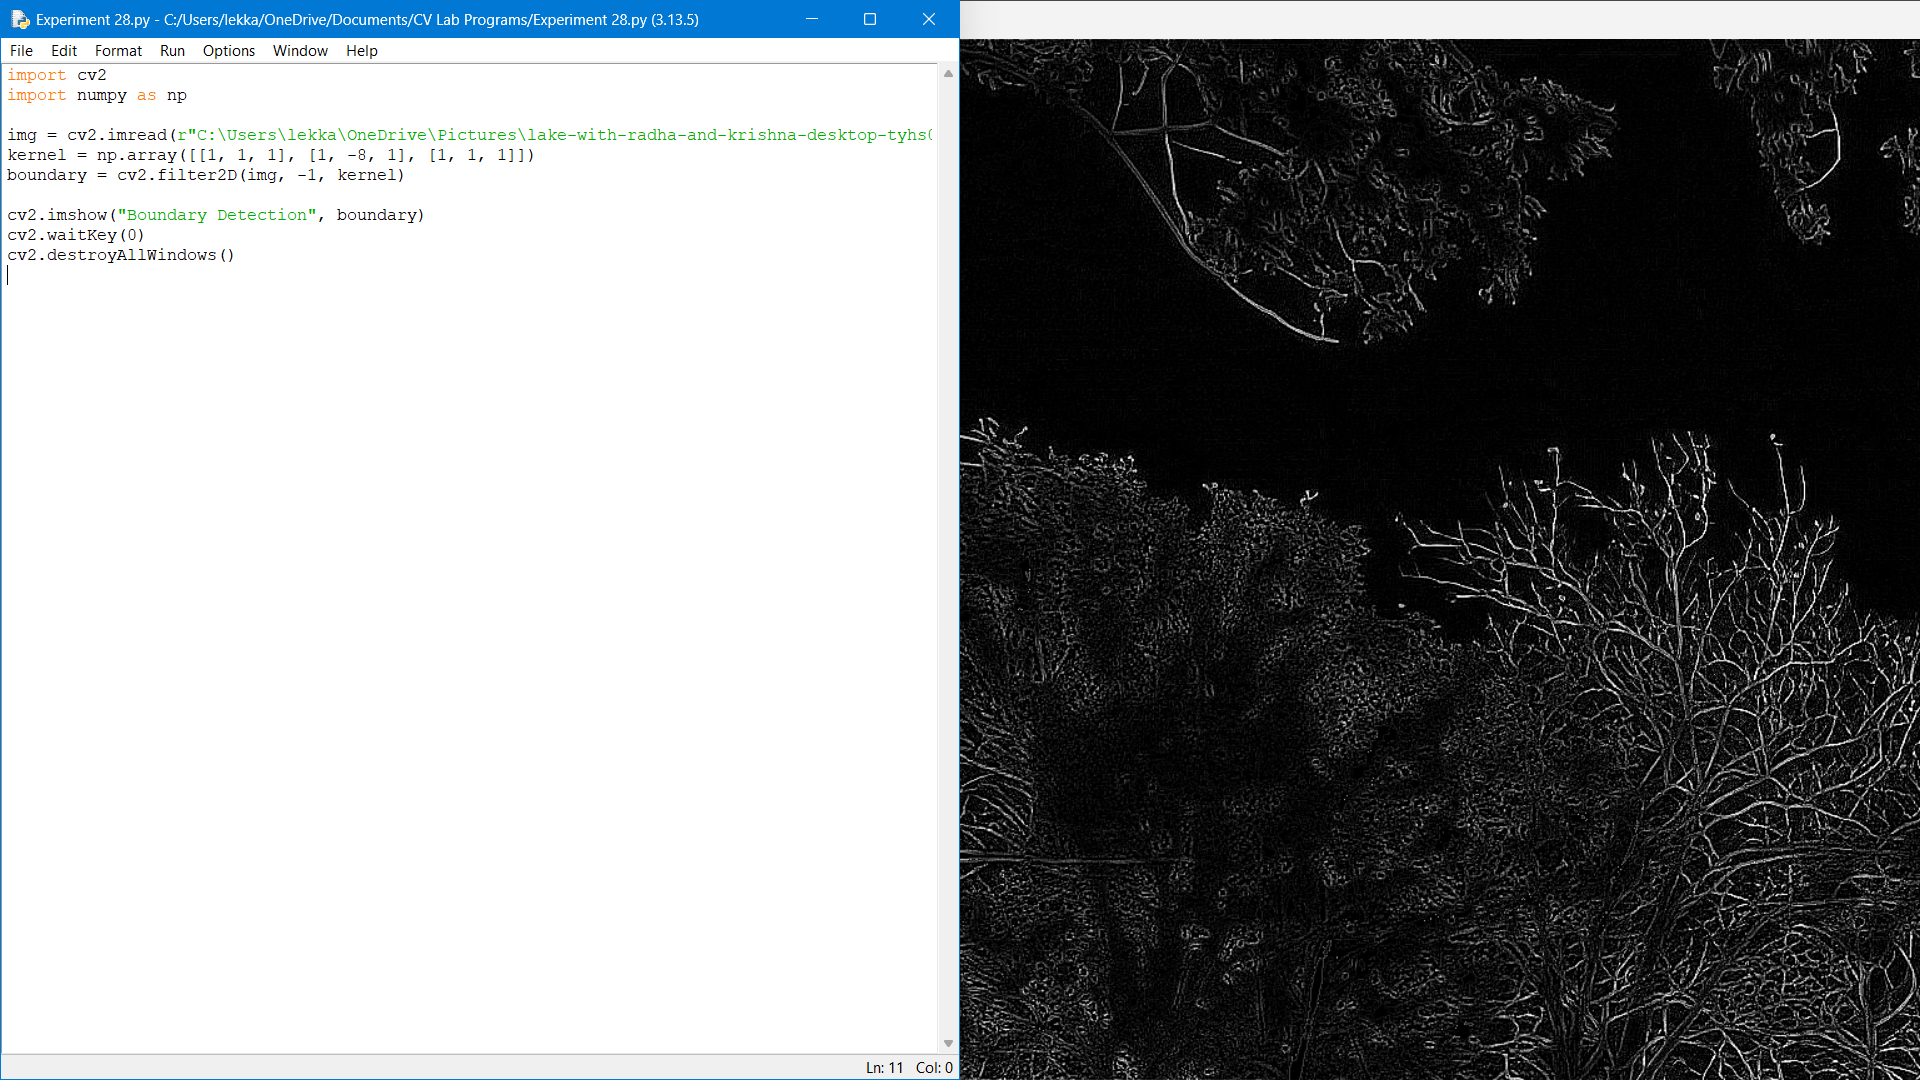 Experiment 28.py - C:/Users/lekka/OneDrive/Documents/CV Lab Programs/Experiment 28.py (3.13.5)
File Edit Format Run Options Window Help
import cv2
import numpy as np
img = cv2.imread(r"C:\Users\lekka\OneDrive\Pictures\lake-with-radha-and-krishna-desktop-tyhs
kernel = np.array([[1, 1, 1], [1, -8, 1], [1, 1, 1]])
boundary = cv2.filter2D(img, -1, kernel)
cv2.imshow("Boundary Detection", boundary)
cv2.waitKey(0)
cv2.destroyAllWindows()
Ln: 11 Col: 0